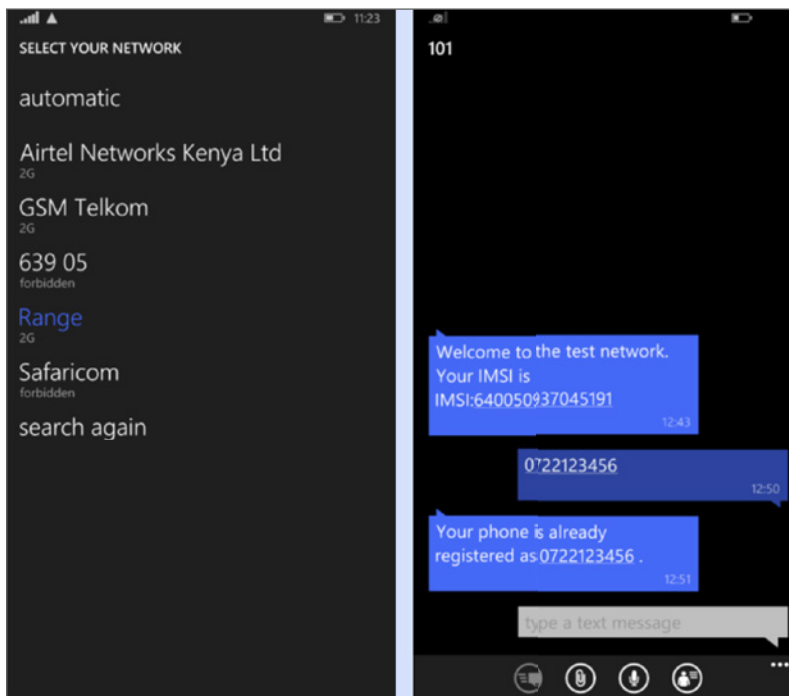 11:23
SELECT YOUR NETWORK
automatic
Airtel Networks Kenya Ltd
2G
GSM Telkom
2G
639 05
forbidden
Range
2G
Safaricom
forbidden
search again
101
Welcome to the test network.
Your IMSI is
IMSI:640050937045191
12:43
0722123456
12:50
Your phone is already
registered as 0722123456 .
12:51
type a text message